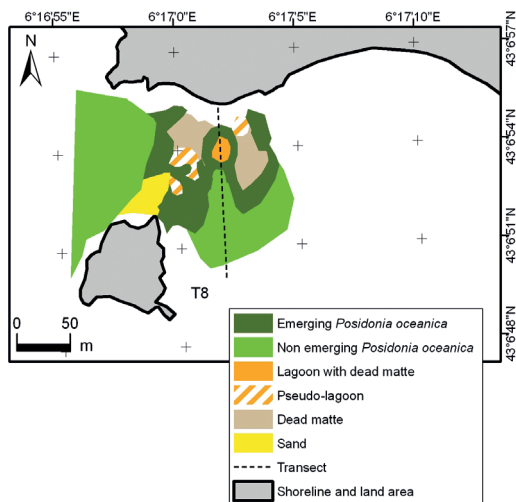 6°16'55"E 6°17'0"E 6°17'5"E 6°17'10"E
N
43°6'57"N
43°6'54"N
43°6'51"N
43°6'48"N
T8
0 50
m
Emerging Posidonia oceanica
Non emerging Posidonia oceanica
Lagoon with dead matte
Pseudo-lagoon
Dead matte
Sand
Transect
Shoreline and land area